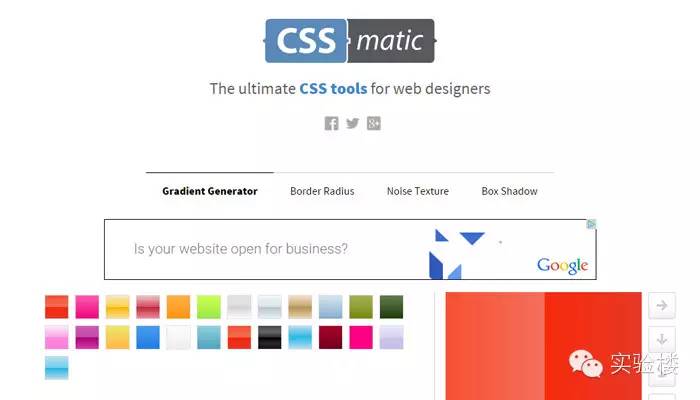 CSS matic
The ultimate CSS tools for web designers
Gradient Generator Border Radius Noise Texture Box Shadow
Is your website open for business?
Google
实验楼